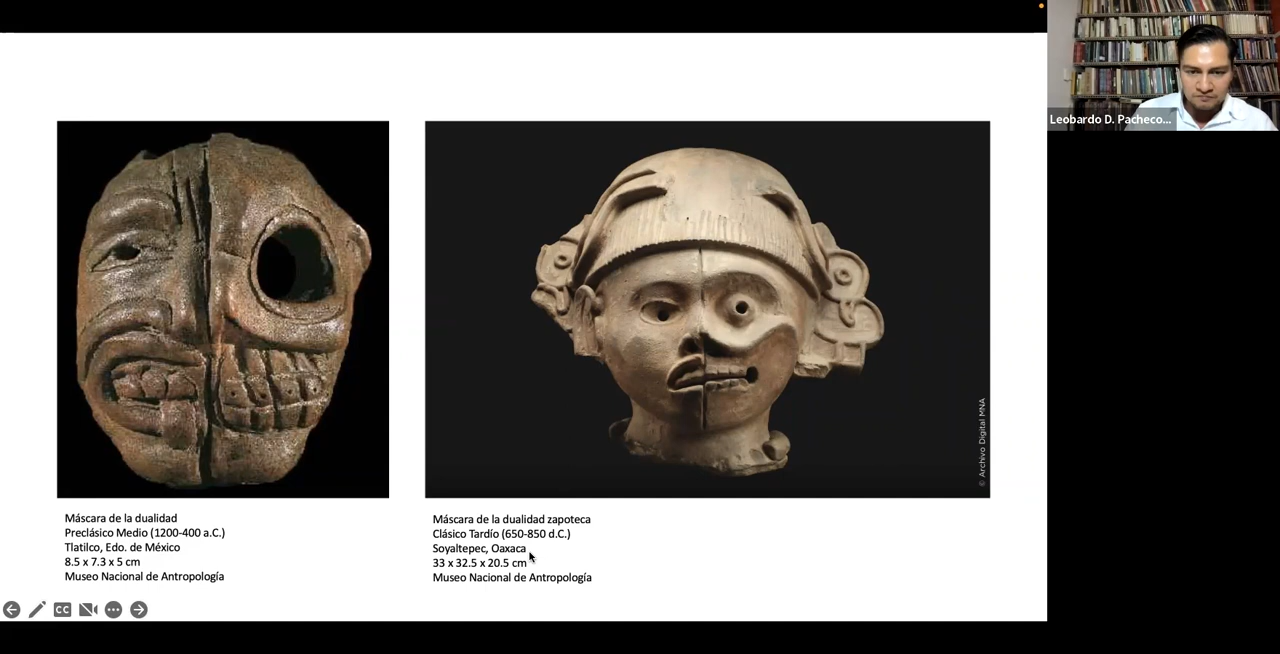 Leobardo D. Pacheco...
© Archivo Digital MNA
Máscara de la dualidad
Preclásico Medio (1200-400 a.C.)
Tlatilco, Edo. de México
8.5 x 7.3 x 5 cm
Museo Nacional de Antropología
Máscara de la dualidad zapoteca
Clásico Tardío (650-850 d.C.)
Soyaltepec, Oaxaca
33 x 32.5 x 20.5 cm
Museo Nacional de Antropología
CC